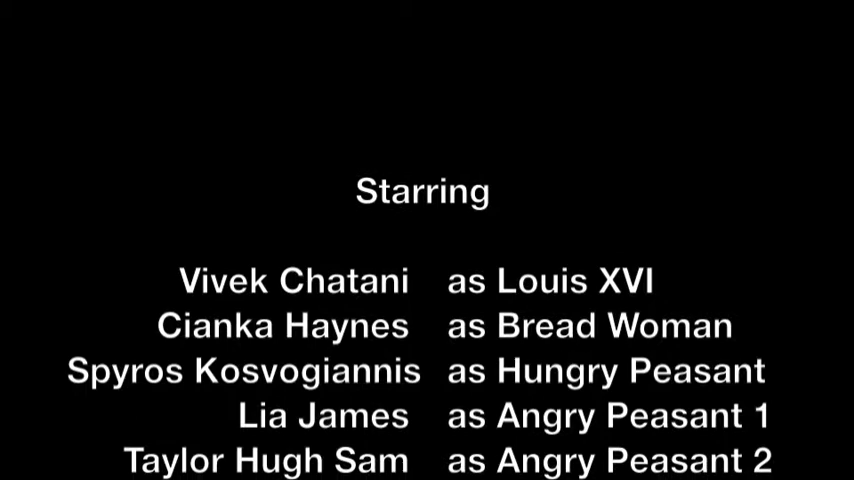 Starring
Vivek Chatani as Louis XVI
Cianka Haynes as Bread Woman
Spyros Kosvogiannis as Hungry Peasant
Lia James as Angry Peasant 1
Taylor Hugh Sam as Angry Peasant 2